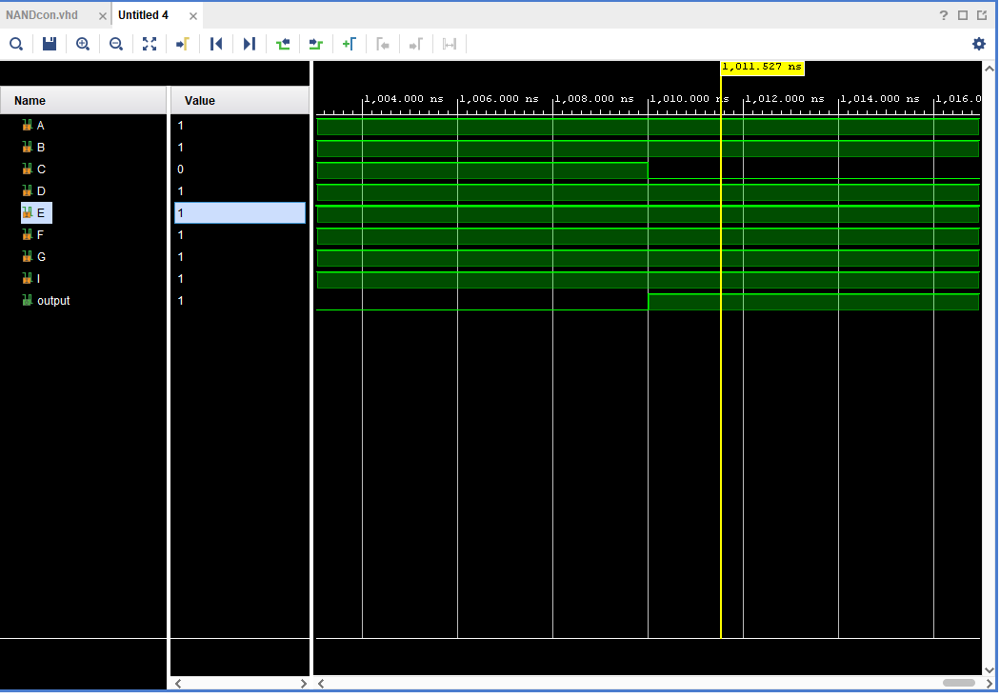 NANDcon.vhd × Untitled 4 × ?
1,011.527 ns
Name Value
1,004.000 ns 1,006.000 ns 1,008.000 ns 1,010.000 ns 1,012.000 ns 1,014.000 ns 1,016.0
A 1
B 1
C 0
D 1
E 1
F 1
G 1
I 1
output 1